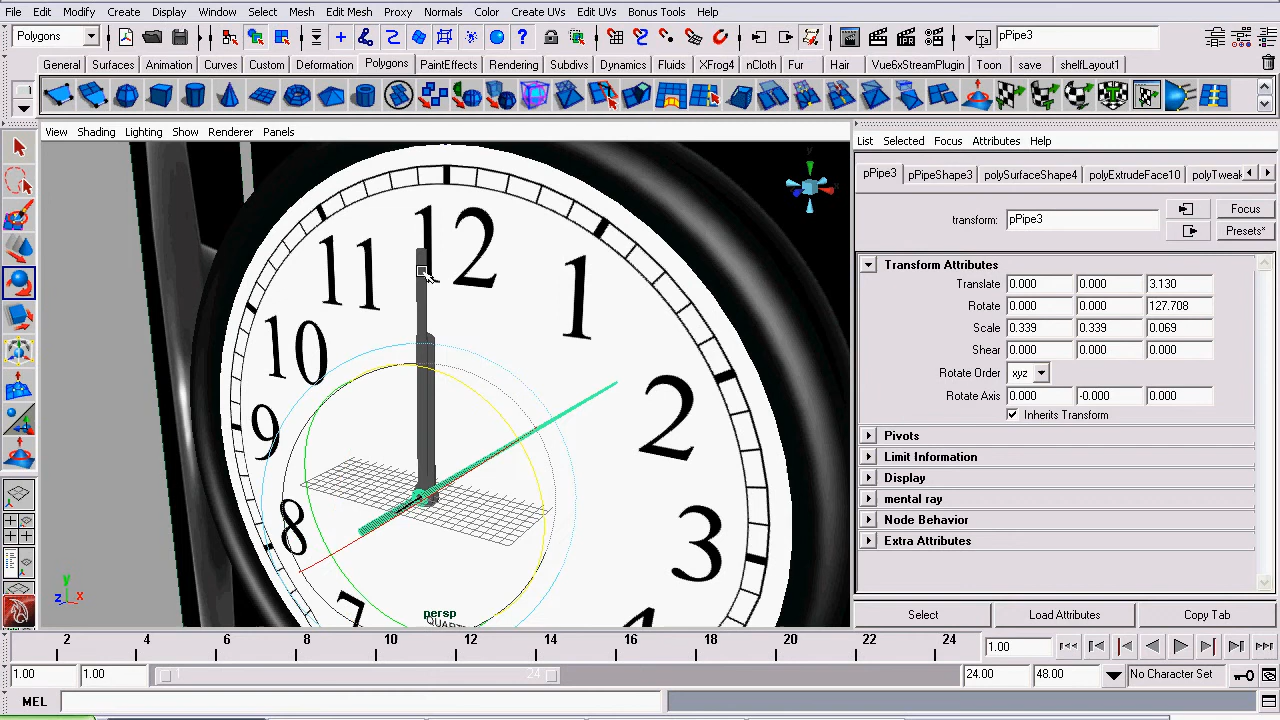 File Edit Modify Create Display Window Select Mesh Edit Mesh Proxy Normals Color Create UVs Edit UVs Bonus Tools Help
Polygons pPipe3
General Surfaces Animation Curves Custom Deformation Polygons PaintEffects Rendering Subdivs Dynamics Fluids XFrog4 nCloth Fur Hair Vue6xStreamPlugin Toon save shelfLayout1
View Shading Lighting Show Renderer Panels
List Selected Focus Attributes Help
pPipe3 pPipeShape3 polySurfaceShape4 polyExtrudeFace10 polyTweak
transform: pPipe3 Focus
Presets*
Transform Attributes
Translate 0.000 0.000 3.130
Rotate 0.000 0.000 127.708
Scale 0.339 0.339 0.069
Shear 0.000 0.000 0.000
Rotate Order xyz
Rotate Axis 0.000 -0.000 0.000
Inherits Transform
Pivots
Limit Information
Display
mental ray
Node Behavior
Extra Attributes
Select Load Attributes Copy Tab
12
11
1
10
2
9
3
8
7
4
y
z x
persp
QUART
2 4 6 8 10 12 14 16 18 20 22 24 1.00
1.00 1.00 1 24 24.00 48.00 No Character Set
MEL